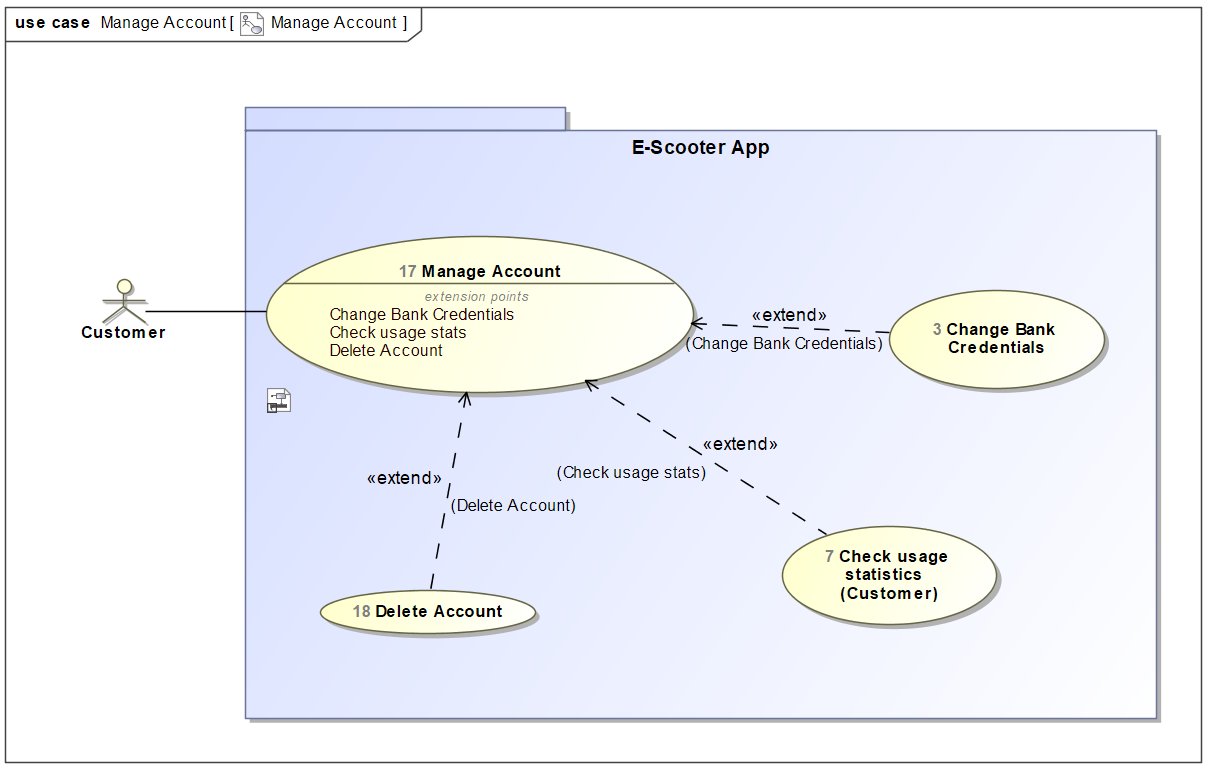 use case Manage Account [ Manage Account ]
E-Scooter App
17 Manage Account
extension points
Change Bank Credentials
Check usage stats
Delete Account
Customer
«extend»
(Change Bank Credentials)
3 Change Bank
Credentials
«extend»
(Check usage stats)
«extend»
(Delete Account)
7 Check usage
statistics
(Customer)
18 Delete Account